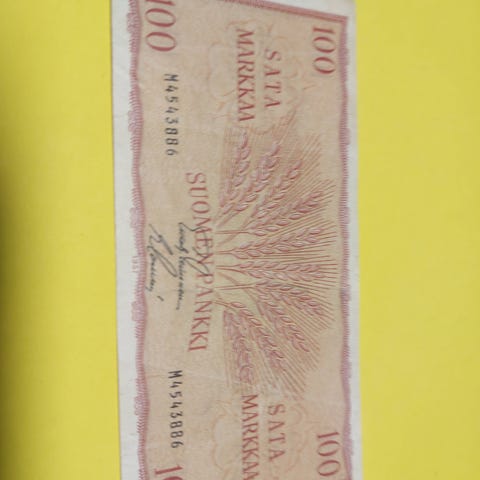 100 100
SATA SATA
MARKKAA MARKKAA
SUOMEN PANKKI
M4543886 M4543886
100